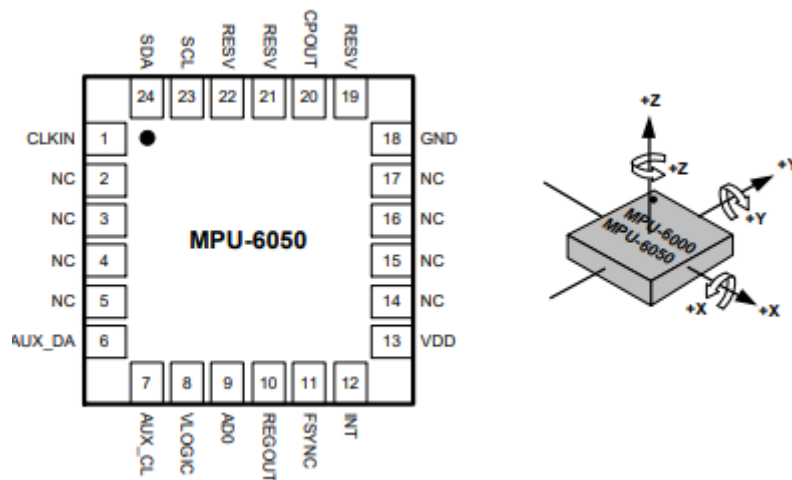 SDA SCL RESV RESV CPOUT RESV
24 23 22 21 20 19
CLKIN 1 18 GND
NC 2 17 NC
NC 3 16 NC
MPU-6050
NC 4 15 NC
NC 5 14 NC
AUX_DA 6 13 VDD
7 8 9 10 11 12
AUX_CL VLOGIC AD0 REGOUT FSYNC INT
+Z
+Z
+Y
+Y
MPU-6000
MPU-6050
+X
+X